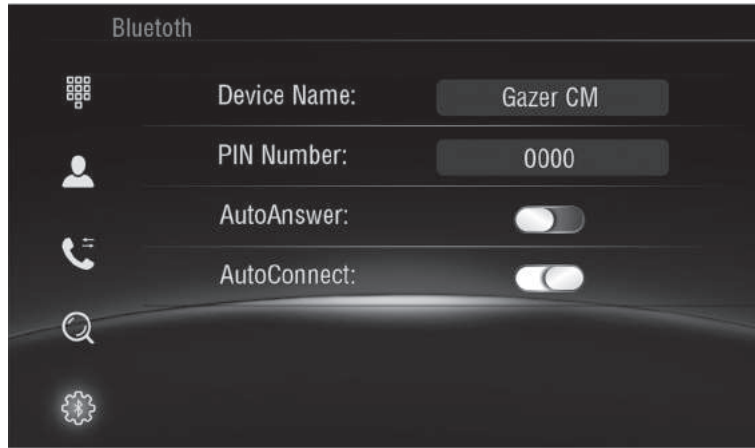 Bluetoth
Device Name: Gazer CM
PIN Number: 0000
AutoAnswer:
AutoConnect: